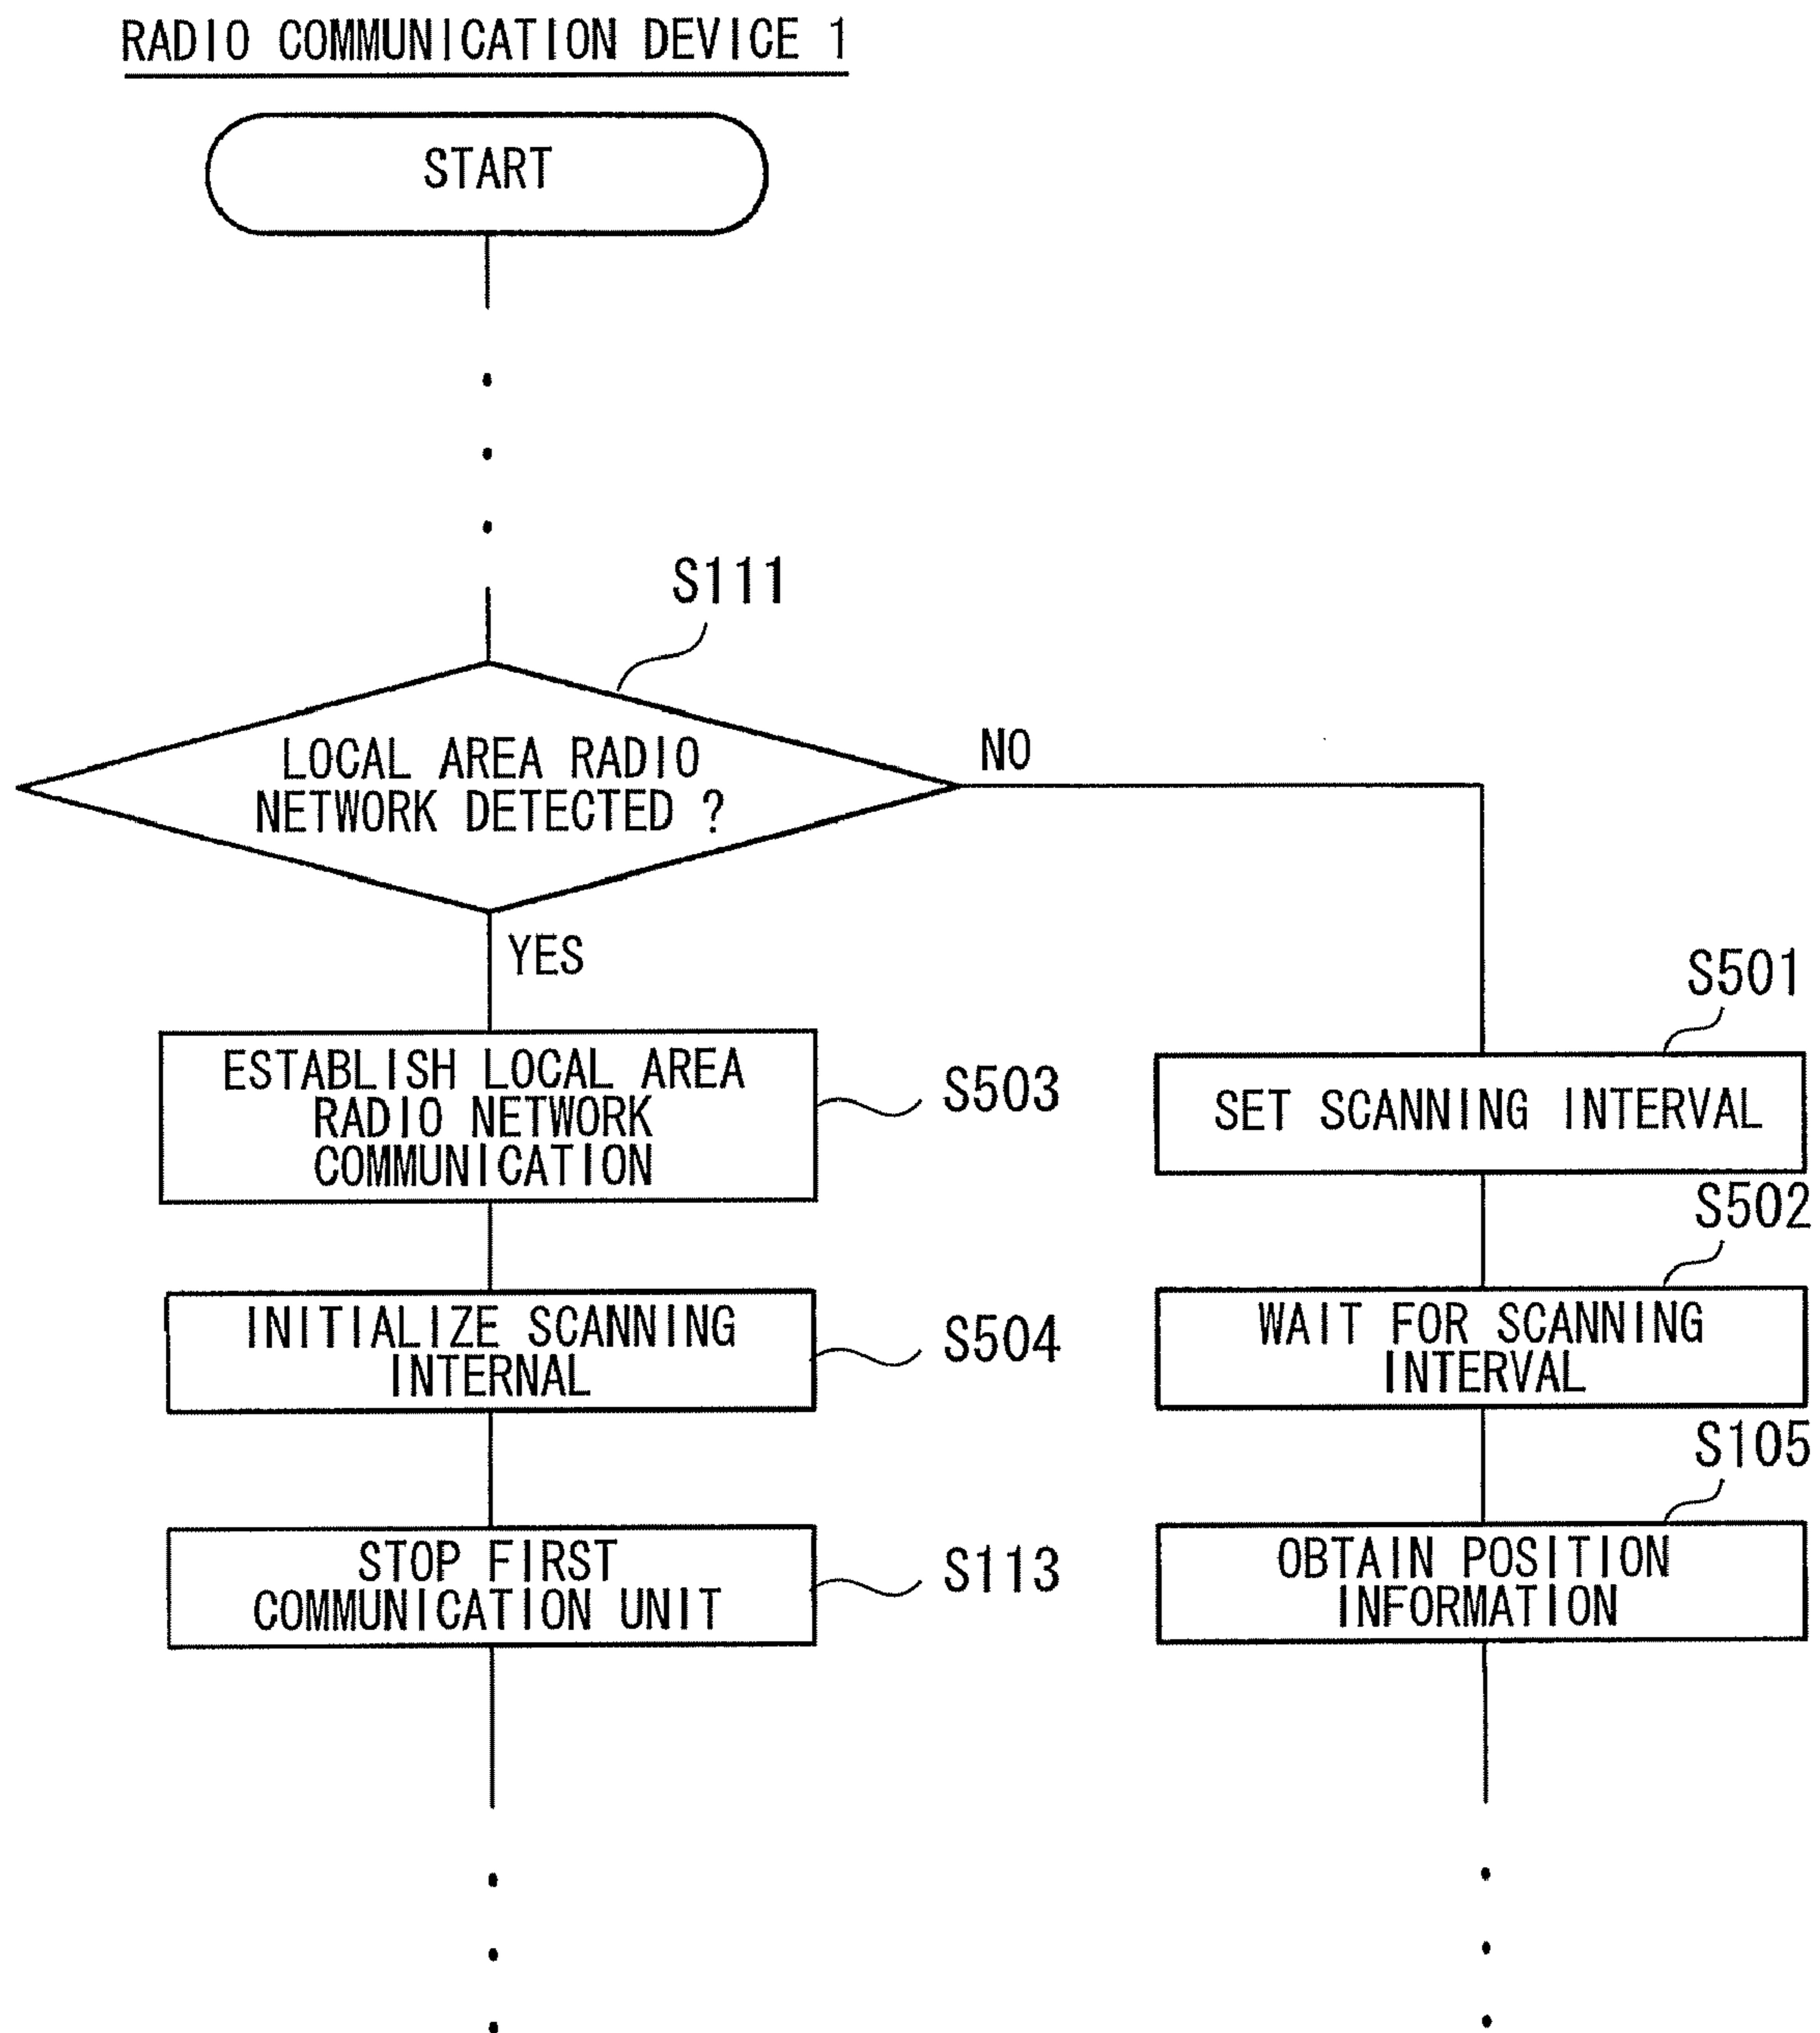 RADIO COMMUNICATION DEVICE 1
START
S111
LOCAL AREA RADIO
NETWORK DETECTED ?
NO
YES
ESTABLISH LOCAL AREA
RADIO NETWORK
COMMUNICATION
S503
INITIALIZE SCANNING
INTERNAL
S504
STOP FIRST
COMMUNICATION UNIT
S113
S501
SET SCANNING INTERVAL
S502
WAIT FOR SCANNING
INTERVAL
S105
OBTAIN POSITION
INFORMATION